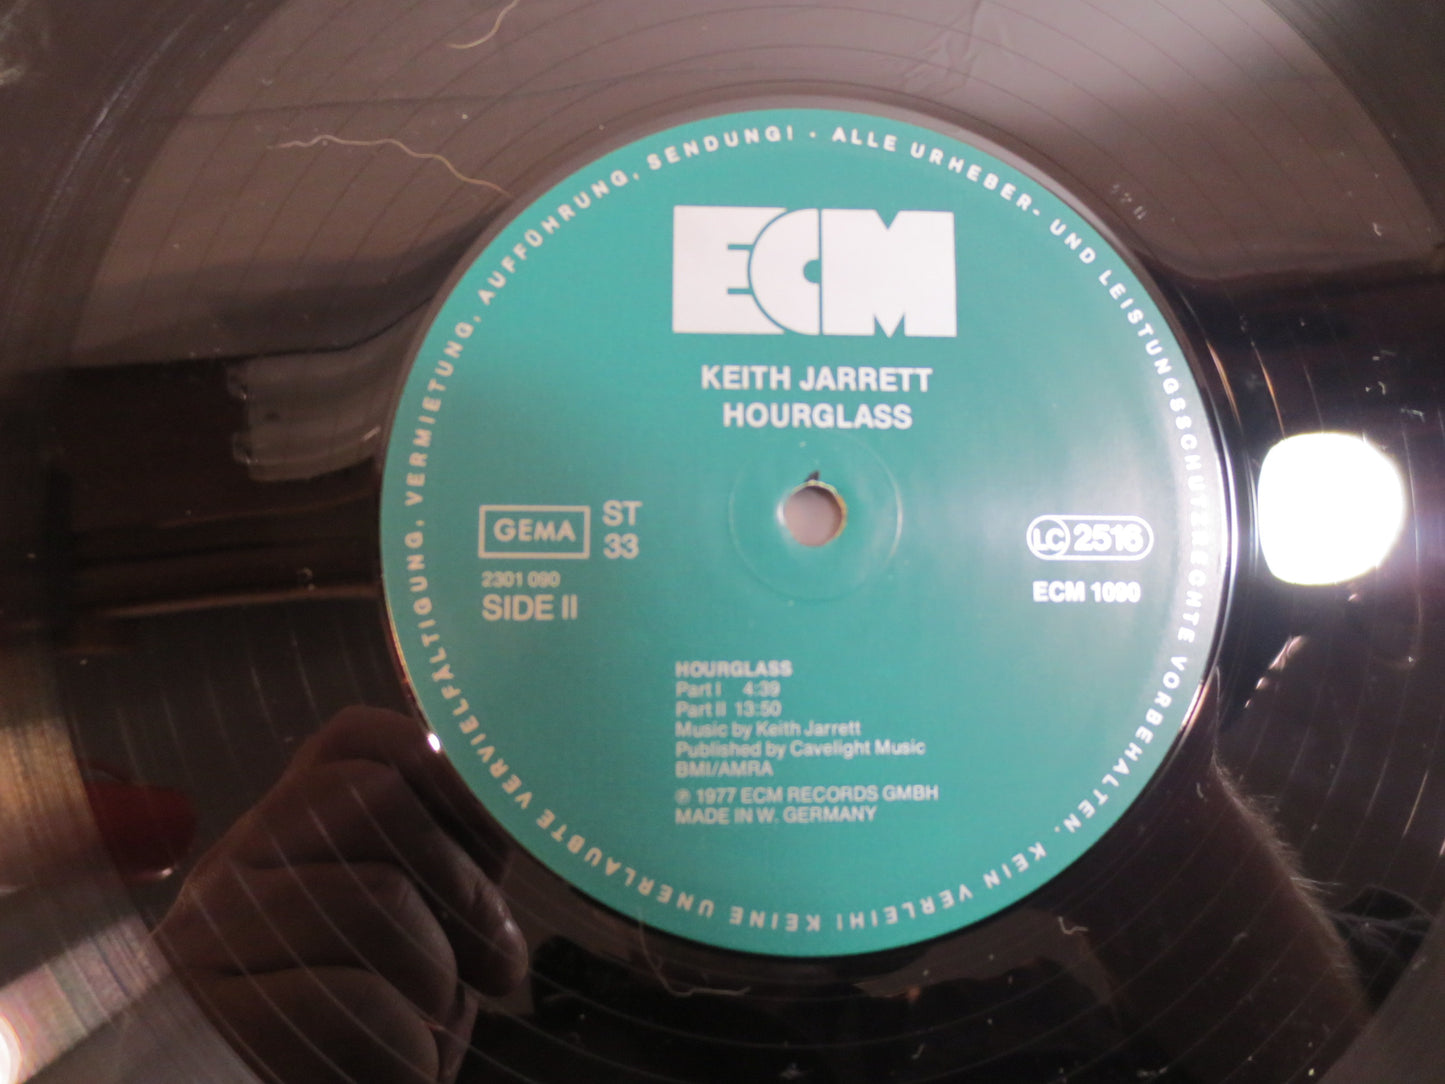 ECM
KEITH JARRETT
HOURGLASS
GEMA
ST
33
2301 090
SIDE II
LC 2516
ECM 1090
HOURGLASS
Part I 4:39
Part II 13:50
Music by Keith Jarrett
Published by Cavelight Music
BMI/AMRA
℗ 1977 ECM RECORDS GMBH
MADE IN W. GERMANY
ALLE URHEBER- UND LEISTUNGSSCHUTZRECHTE VORBEHALTEN. KEIN VERLEIH! KEINE UNERLAUBTE VERVIELFÄLTIGUNG, VERMIETUNG, AUFFÜHRUNG, SENDUNG! ·